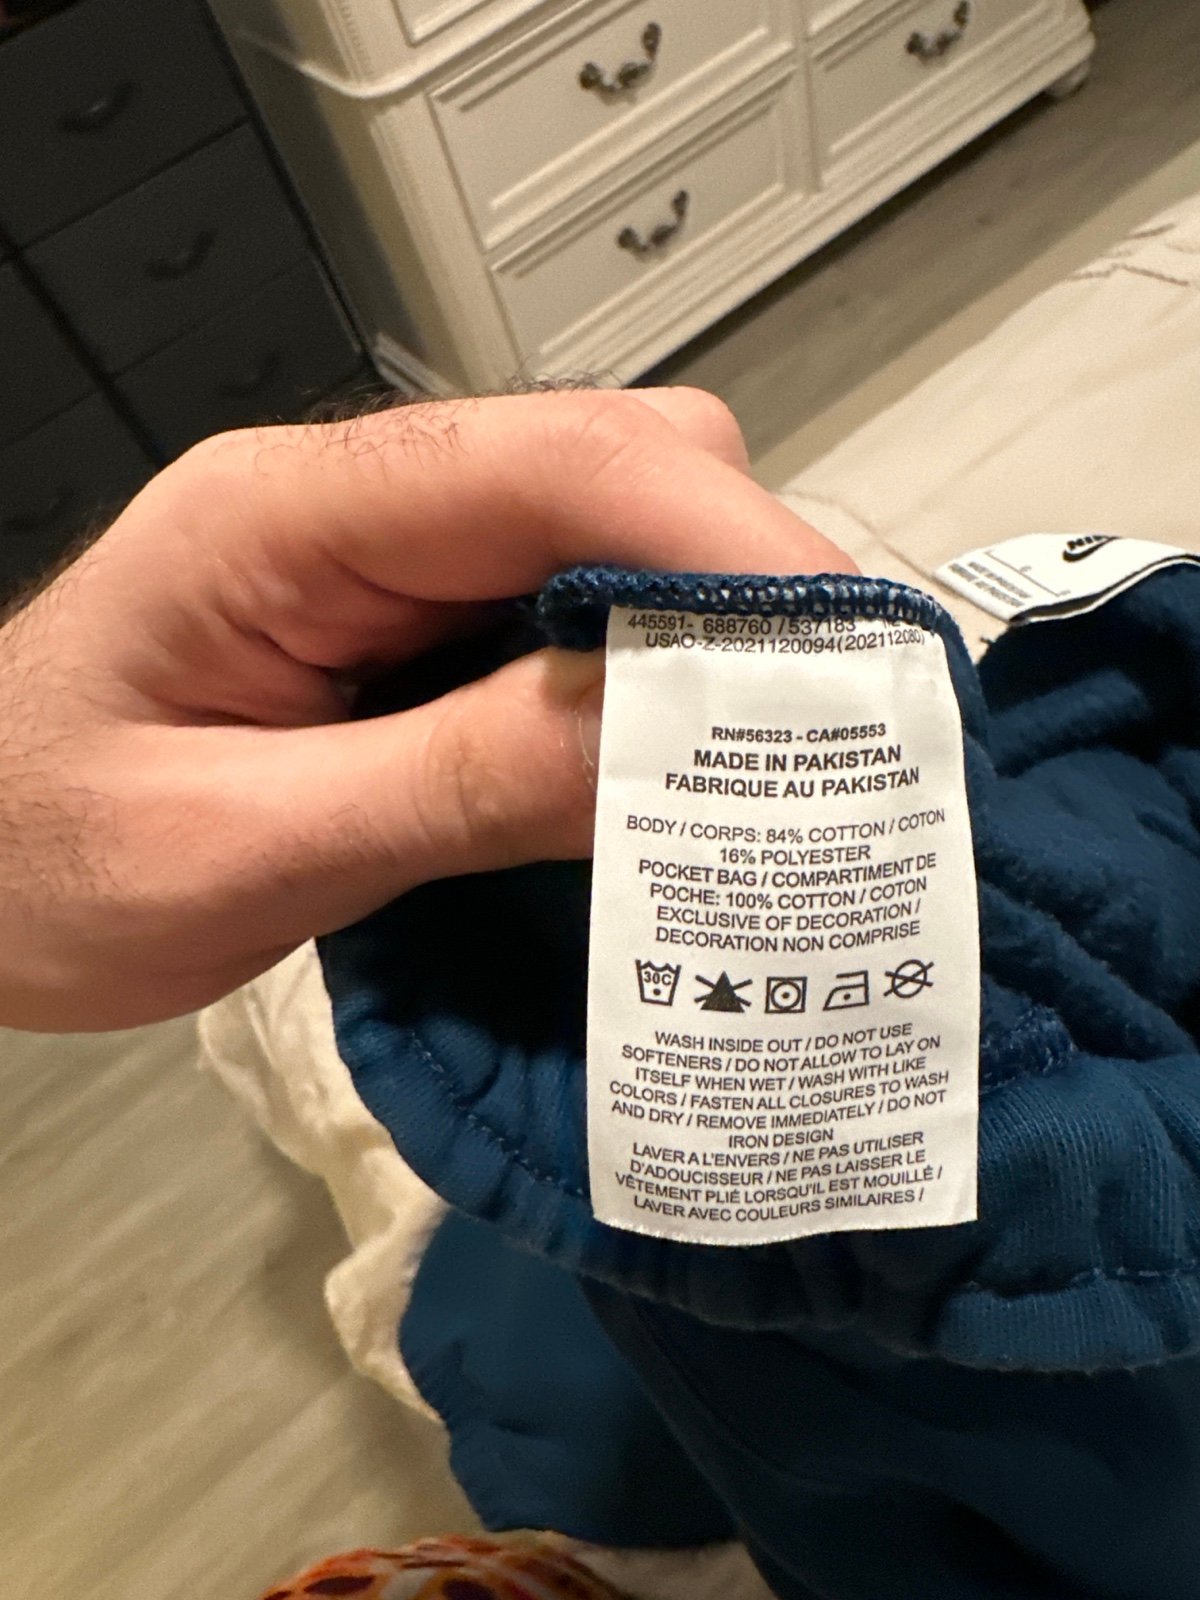 445591- 688760 / 537183
USAO-Z-2021120094(202112080)
RN#56323 - CA#05553
MADE IN PAKISTAN
FABRIQUE AU PAKISTAN
BODY / CORPS: 84% COTTON / COTON
16% POLYESTER
POCKET BAG / COMPARTIMENT DE
POCHE: 100% COTTON / COTON
EXCLUSIVE OF DECORATION /
DECORATION NON COMPRISE
30C
WASH INSIDE OUT / DO NOT USE
SOFTENERS / DO NOT ALLOW TO LAY ON
ITSELF WHEN WET / WASH WITH LIKE
COLORS / FASTEN ALL CLOSURES TO WASH
AND DRY / REMOVE IMMEDIATELY / DO NOT
IRON DESIGN
LAVER A L'ENVERS / NE PAS UTILISER
D'ADOUCISSEUR / NE PAS LAISSER LE
VÊTEMENT PLIÉ LORSQU'IL EST MOUILLÉ /
LAVER AVEC COULEURS SIMILAIRES /
NIKE